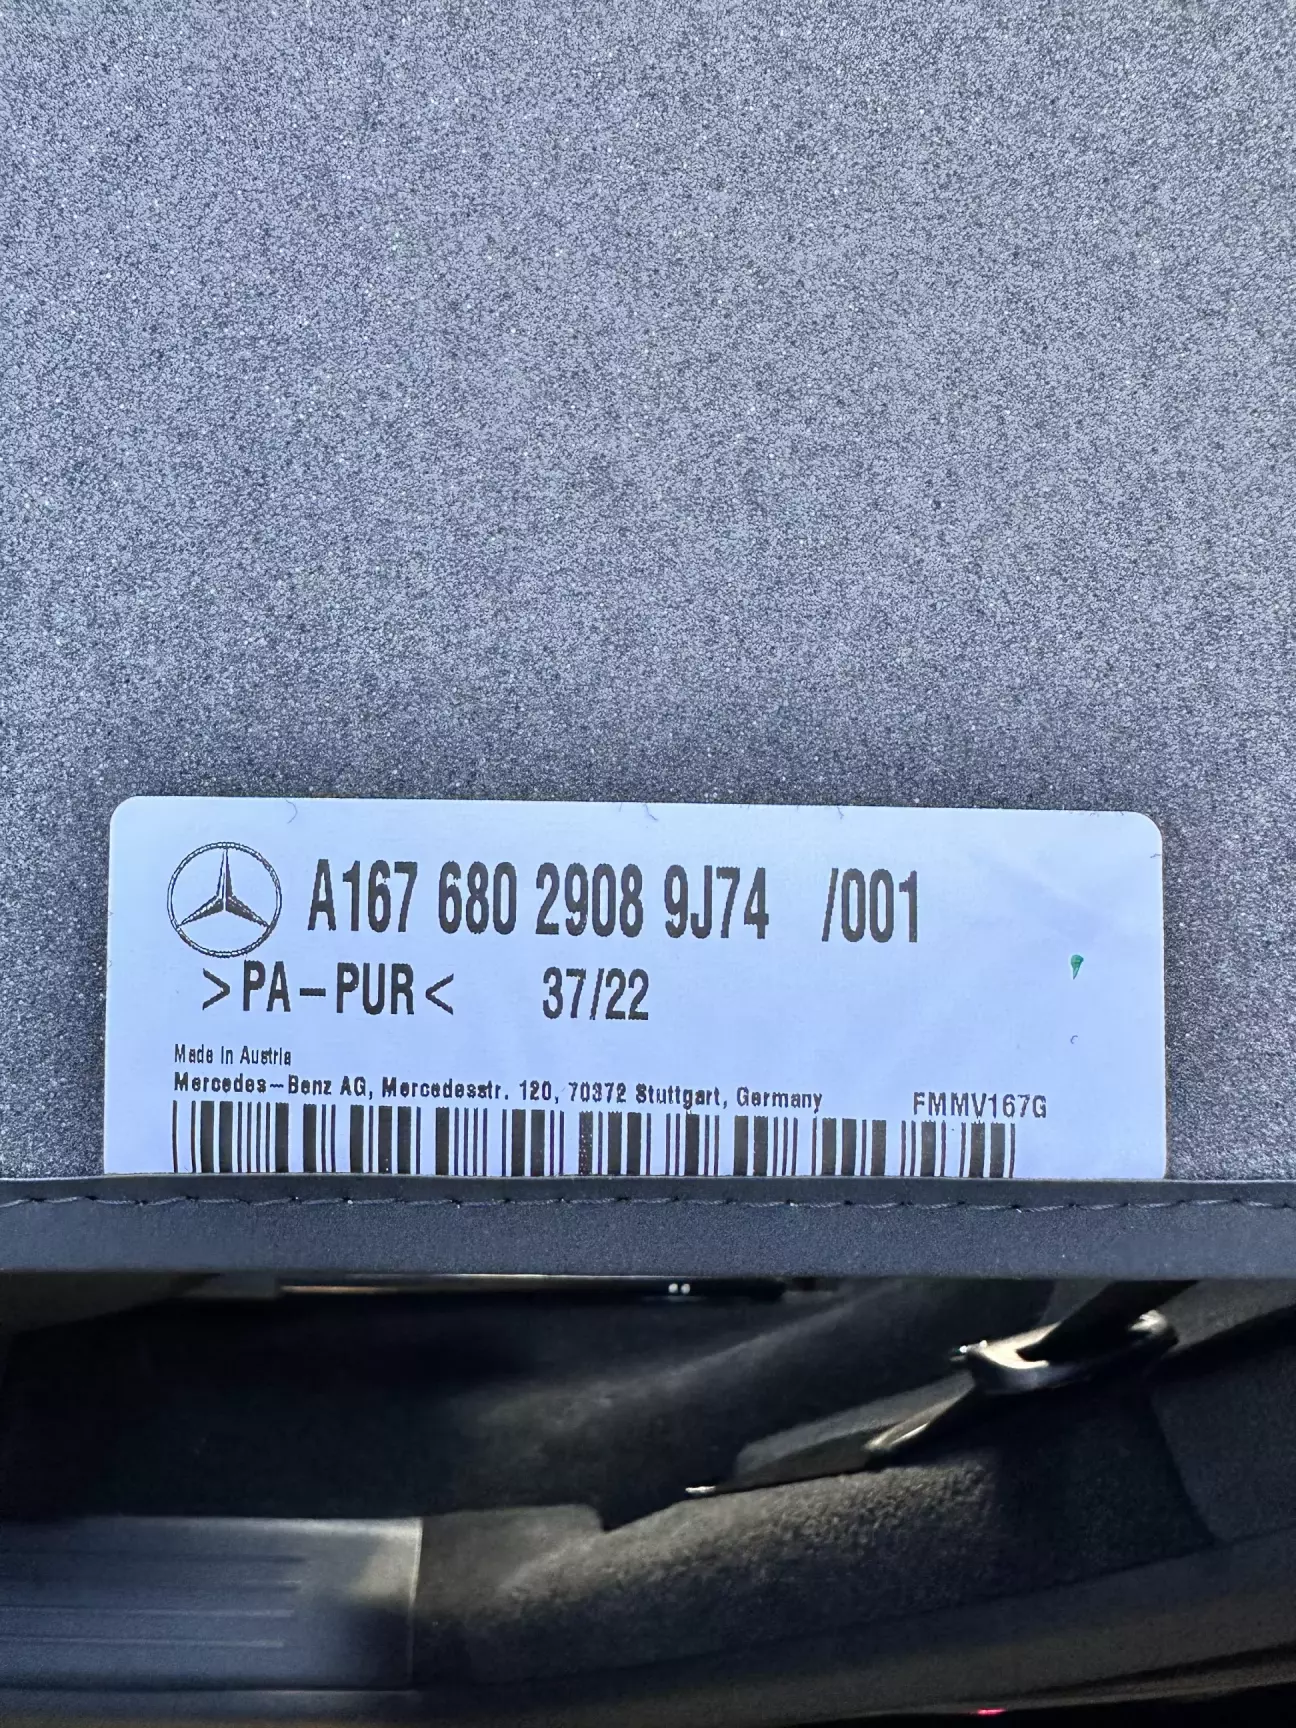 A167 680 2908 9J74 /001
>PA-PUR< 37/22
Made in Austria
Mercedes-Benz AG, Mercedesstr. 120, 70372 Stuttgart, Germany FMMV167G